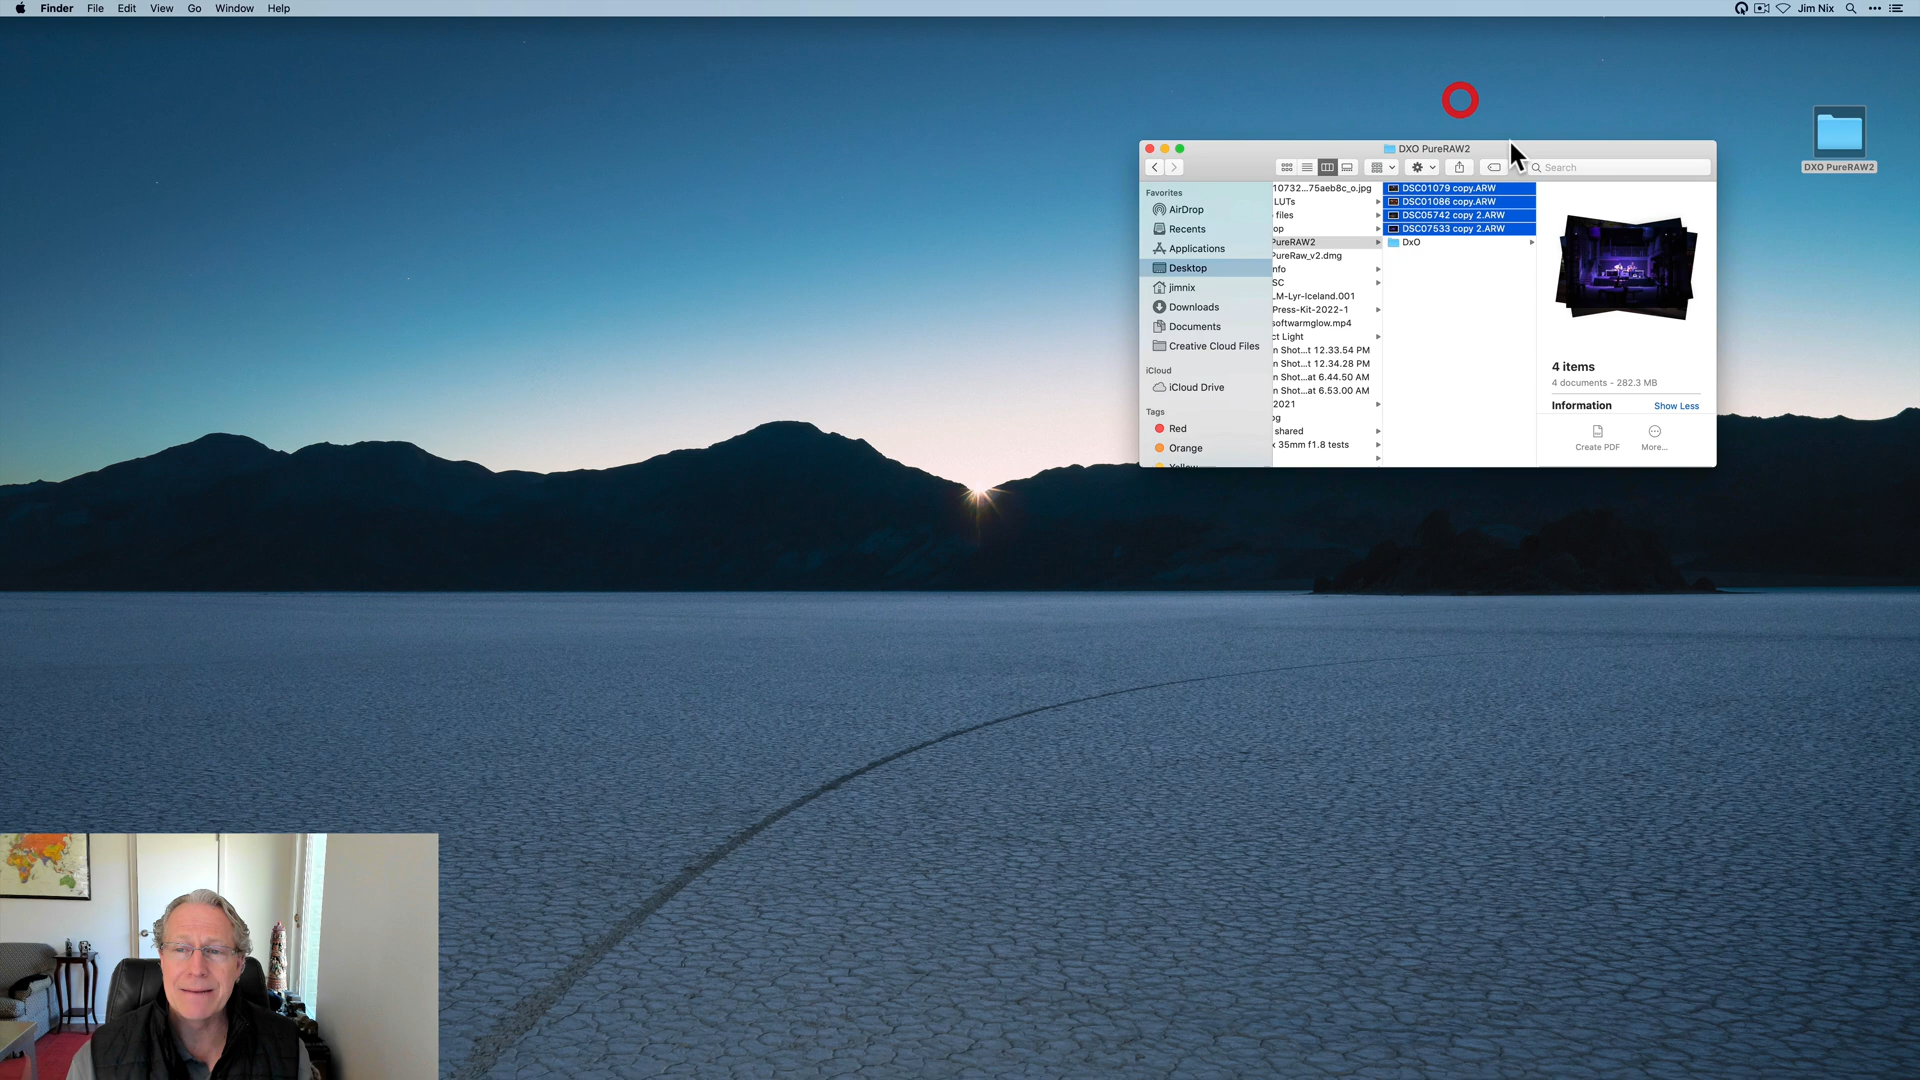 Finder File Edit View Go Window Help
Jim Nix
DXO PureRAW2
DXO PureRAW2
Search
Favorites
AirDrop
Recents
Applications
Desktop
jimnix
Downloads
Documents
Creative Cloud Files
iCloud
iCloud Drive
Tags
Red
Orange
Yellow
10732...75aeb8c_o.jpg
LUTs
files
op
PureRAW2
PureRaw_v2.dmg
nfo
SC
LM-Lyr-Iceland.001
Press-Kit-2022-1
softwarmglow.mp4
ct Light
n Shot...t 12.33.54 PM
n Shot...t 12.34.28 PM
n Shot...at 6.44.50 AM
n Shot...at 6.53.00 AM
2021
og
shared
x 35mm f1.8 tests
DSC01079 copy.ARW
DSC01086 copy.ARW
DSC05742 copy 2.ARW
DSC07533 copy 2.ARW
DxO
4 items
4 documents - 282.3 MB
Information Show Less
Create PDF More...